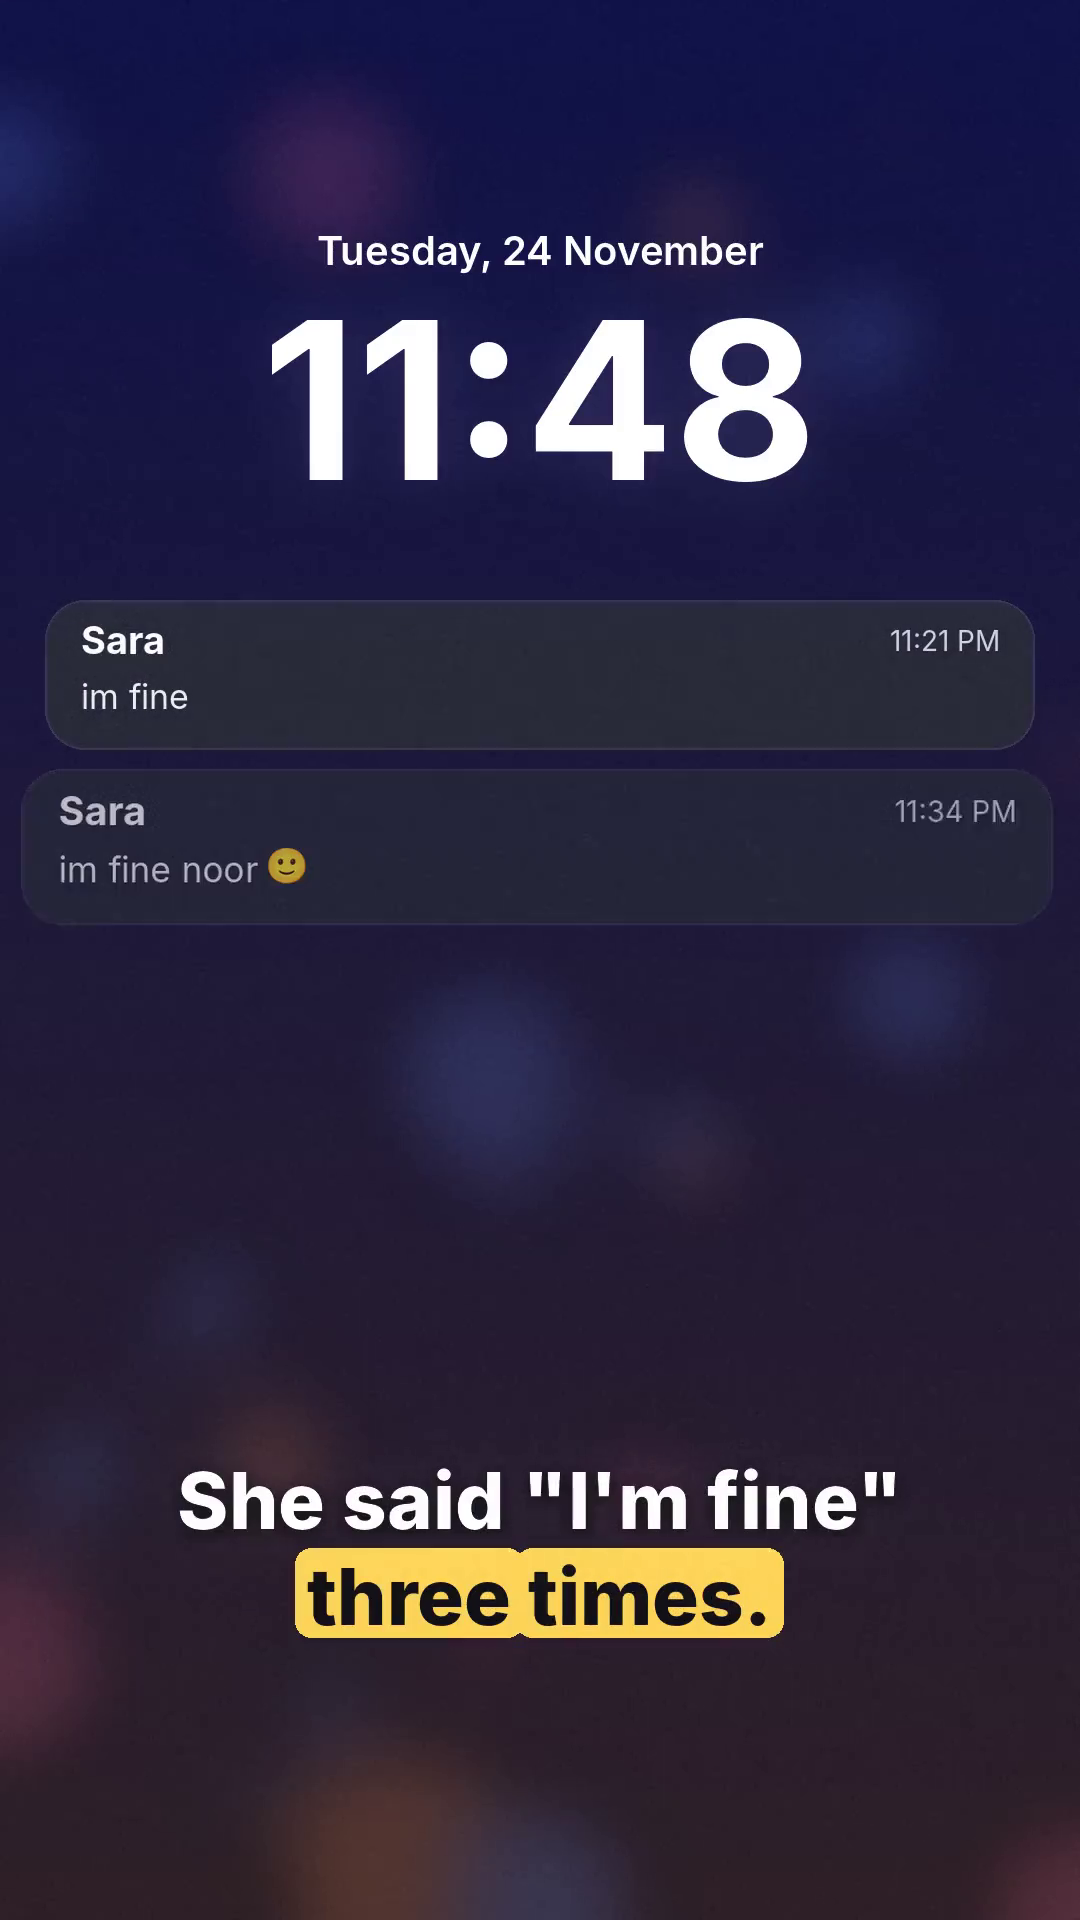 Tuesday, 24 November
11:48
Sara 11:21 PM
im fine
Sara 11:34 PM
im fine noor 🙂
She said "I'm fine"
three times.